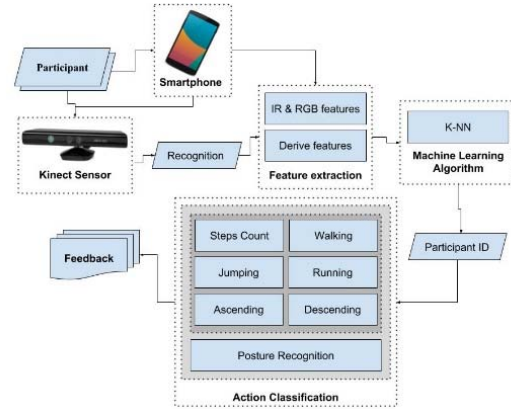 Participant
Smartphone
Kinect Sensor
Recognition
IR & RGB features
Derive features
Feature extraction
K-NN
Machine Learning
Algorithm
Participant ID
Steps Count
Walking
Jumping
Running
Ascending
Descending
Posture Recognition
Action Classification
Feedback